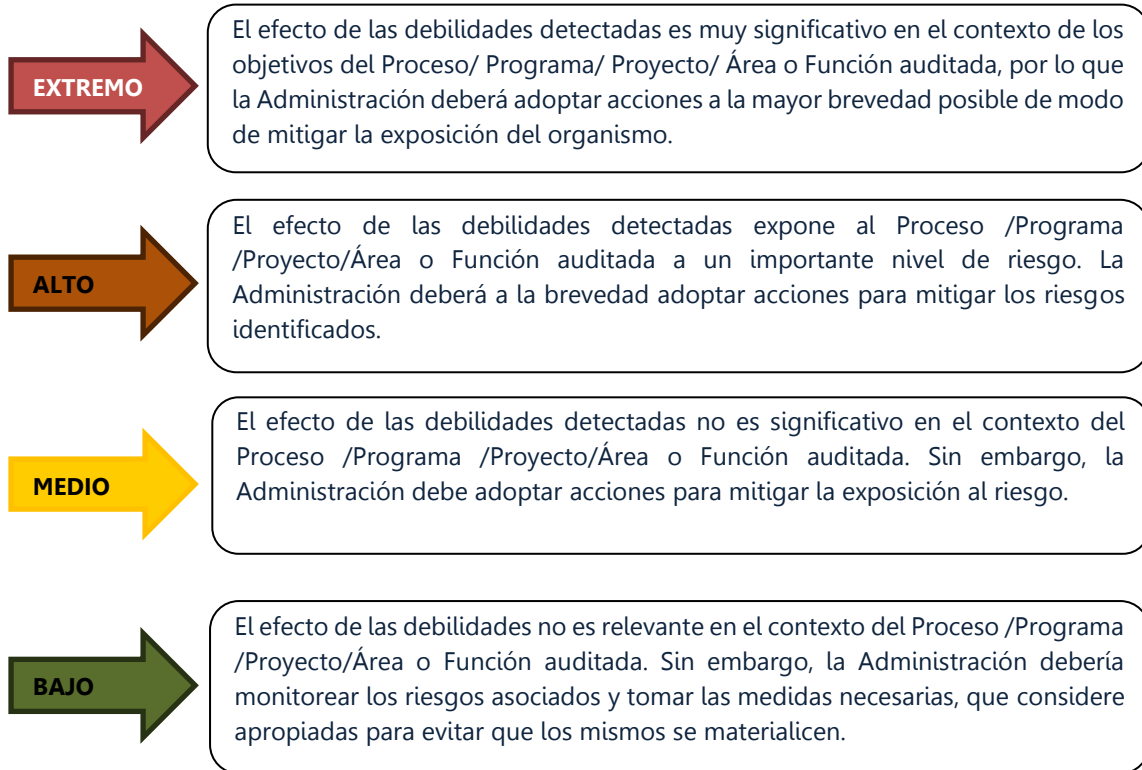 EXTREMO
El efecto de las debilidades detectadas es muy significativo en el contexto de los
objetivos del Proceso/ Programa/ Proyecto/ Área o Función auditada, por lo que
la Administración deberá adoptar acciones a la mayor brevedad posible de modo
de mitigar la exposición del organismo.
ALTO
El efecto de las debilidades detectadas expone al Proceso /Programa
/Proyecto/Área o Función auditada a un importante nivel de riesgo. La
Administración deberá a la brevedad adoptar acciones para mitigar los riesgos
identificados.
MEDIO
El efecto de las debilidades detectadas no es significativo en el contexto del
Proceso /Programa /Proyecto/Área o Función auditada. Sin embargo, la
Administración debe adoptar acciones para mitigar la exposición al riesgo.
BAJO
El efecto de las debilidades no es relevante en el contexto del Proceso /Programa
/Proyecto/Área o Función auditada. Sin embargo, la Administración debería
monitorear los riesgos asociados y tomar las medidas necesarias, que considere
apropiadas para evitar que los mismos se materialicen.